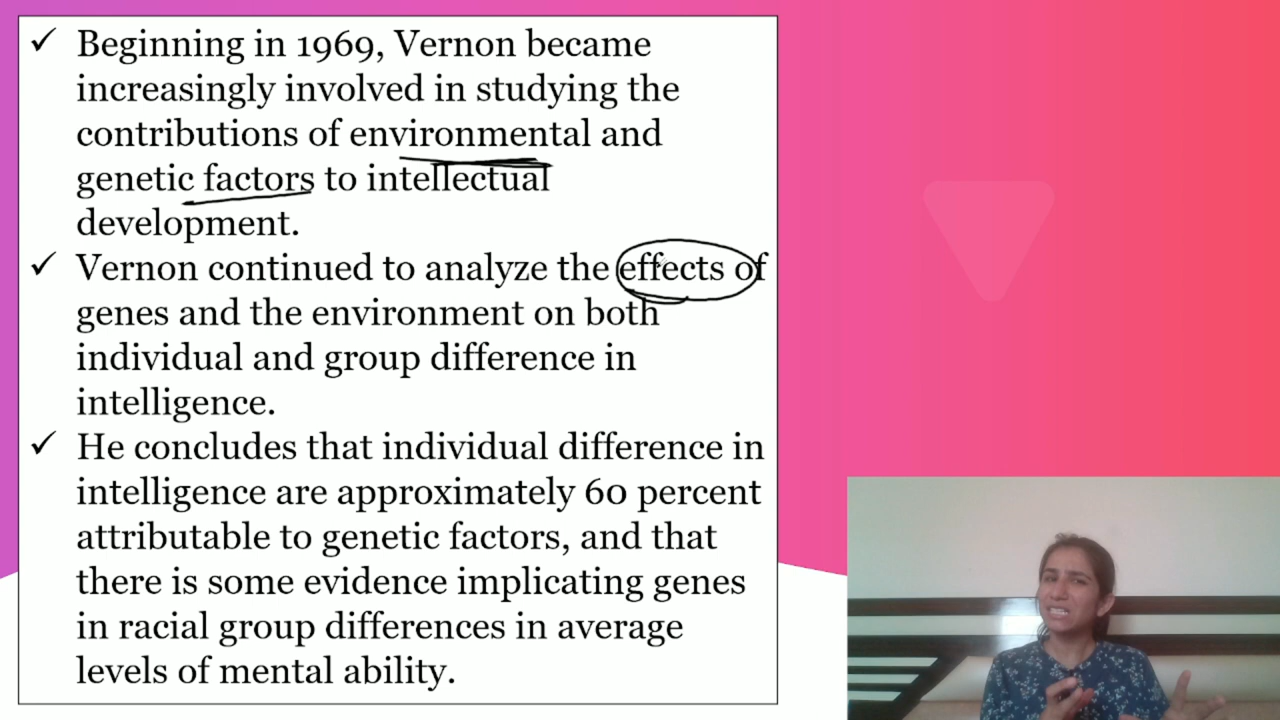 ✓ Beginning in 1969, Vernon became
increasingly involved in studying the
contributions of environmental and
genetic factors to intellectual
development.
✓ Vernon continued to analyze the effects of
genes and the environment on both
individual and group difference in
intelligence.
✓ He concludes that individual difference in
intelligence are approximately 60 percent
attributable to genetic factors, and that
there is some evidence implicating genes
in racial group differences in average
levels of mental ability.